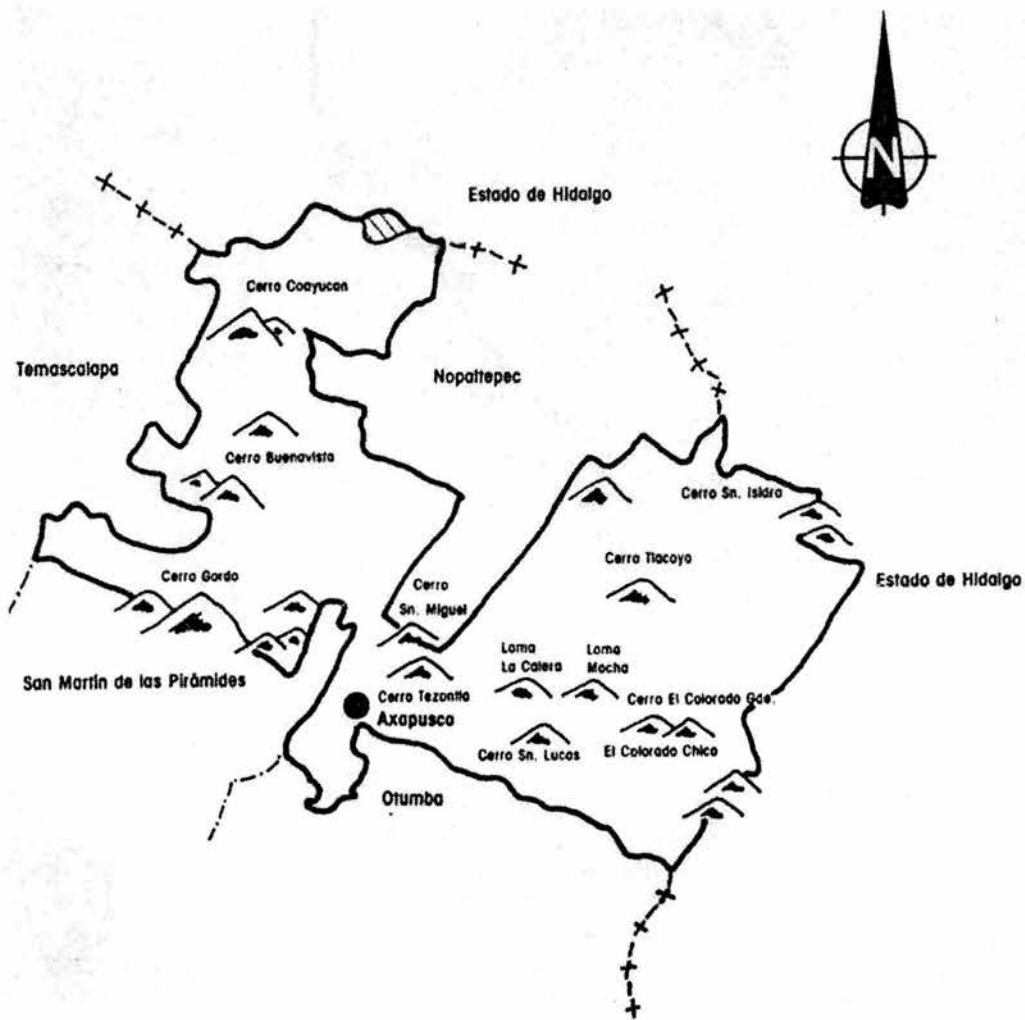 N
Estado de Hidalgo
Cerro Coayucan
Temascalapa
Nopaltepec
Cerro Buenavista
Cerro Sn. Isidro
Cerro Tlacoyo
Estado de Hidalgo
Cerro Gordo
Cerro
Sn. Miguel
Loma
La Calera
Loma
Mocha
San Martín de las Pirámides
Cerro Tezontle
Cerro El Colorado Gde.
Axapusco
Cerro Sn. Lucas
El Colorado Chico
Otumba